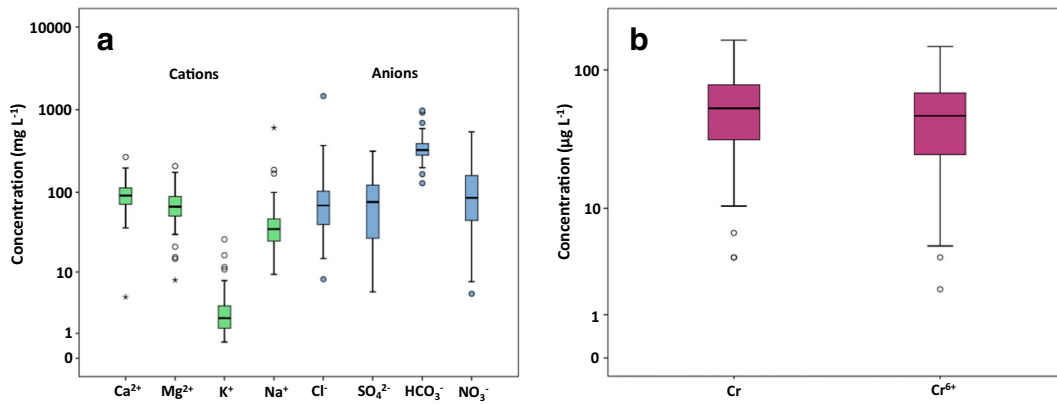 a
Cations
Anions
Concentration (mg L⁻¹)
10000
1000
100
10
1
0
Ca²⁺ Mg²⁺ K⁺ Na⁺ Cl⁻ SO₄²⁻ HCO₃⁻ NO₃⁻
b
Concentration (µg L⁻¹)
100
10
1
0
Cr Cr⁶⁺